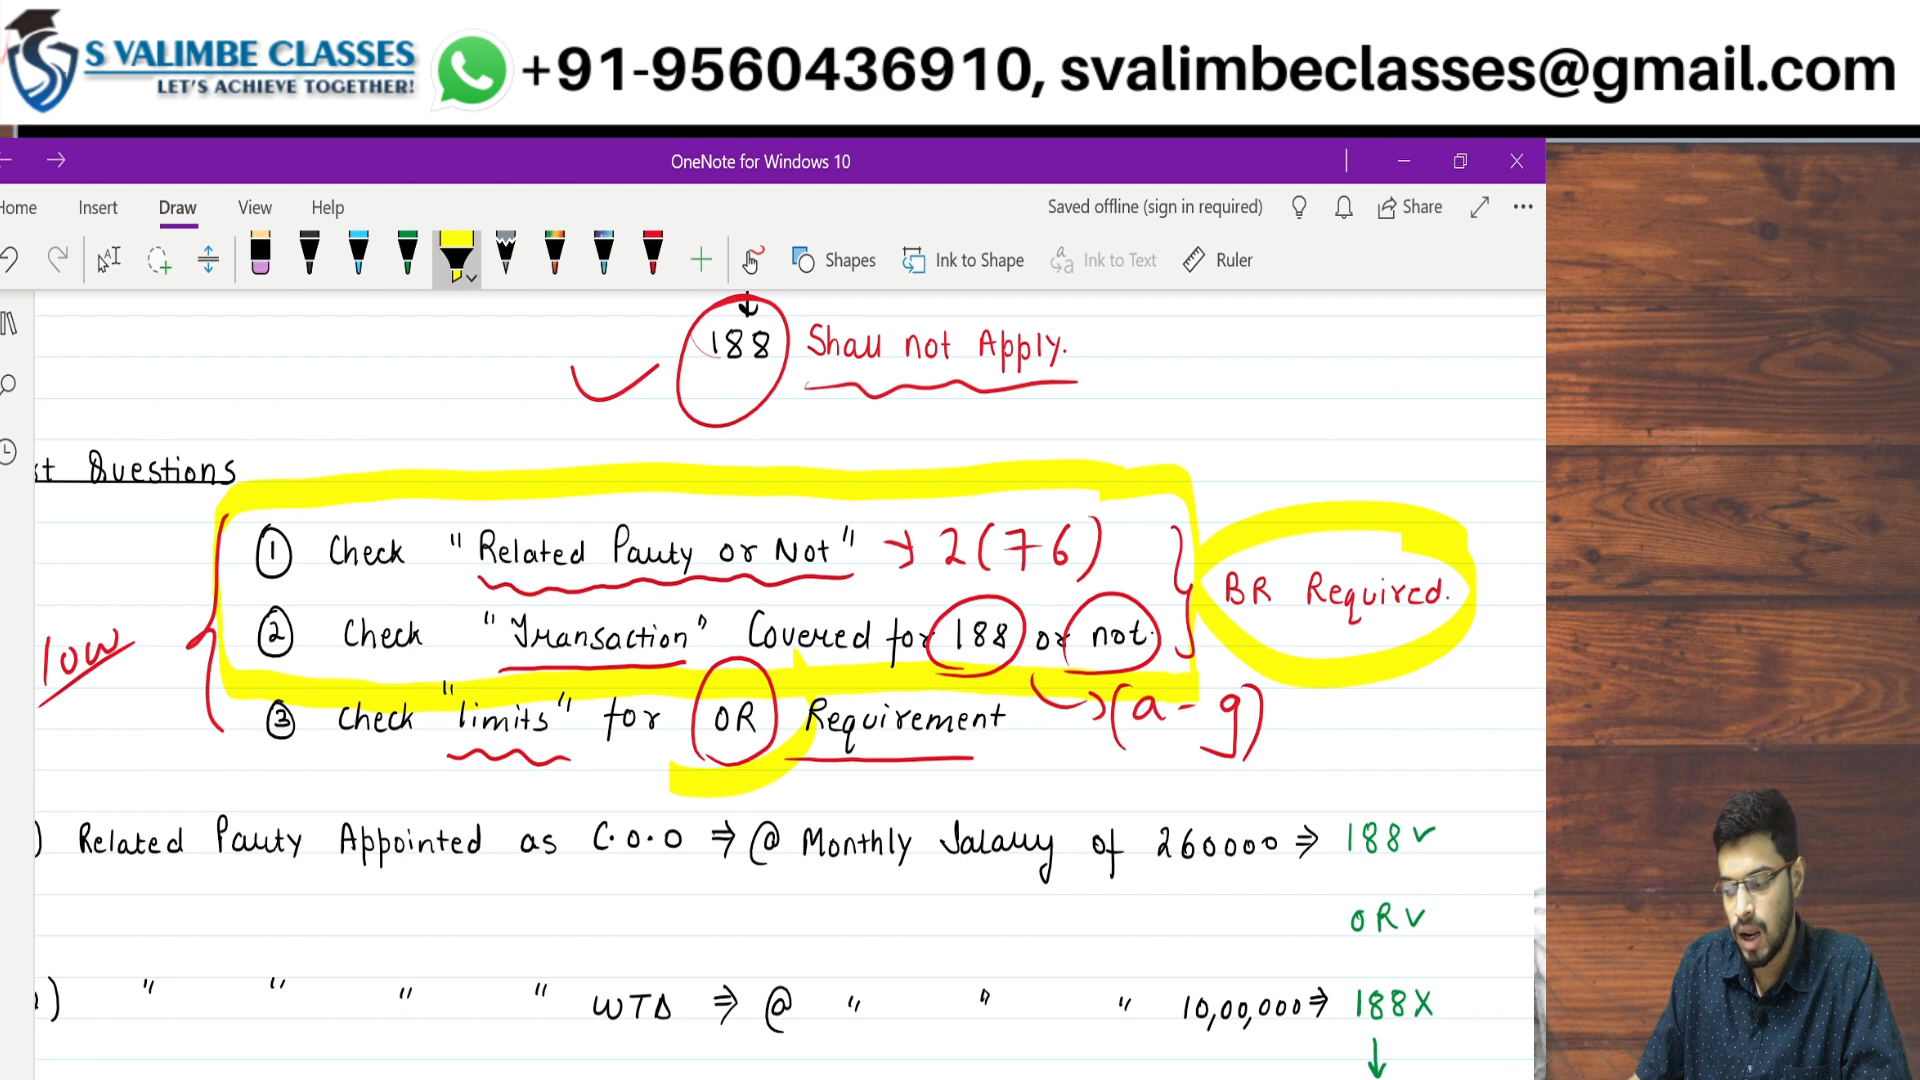 S VALIMBE CLASSES
LET'S ACHIEVE TOGETHER!
+91-9560436910, svalimbeclasses@gmail.com
OneNote for Windows 10
Home Insert Draw View Help
Saved offline (sign in required) Share
Shapes Ink to Shape Ink to Text Ruler
188 Shall not Apply.
st Questions
① Check "Related Party or Not" → 2(76)
BR Required.
② Check "Transaction" Covered for 188 or not.
low
→ (a - g)
③ Check "limits" for OR Requirement
) Related Party Appointed as C.O.O ⇒ @ Monthly Salary of 260000 ⇒ 188 ✓
OR ✓
) " " " " WTD ⇒ @ " " " 10,00,000 ⇒ 188 X